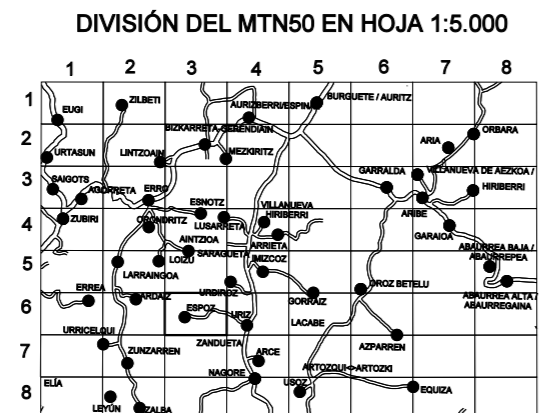 DIVISIÓN DEL MTN50 EN HOJA 1:5.000
1 2 3 4 5 6 7 8
1
ZILBETI
BURGUETE / AURITZ
EUGI
AURIZBERRI/ESPIN
2
BIZKARRETA-GERENDIAIN
ORBARA
ARIA
URTASUN
LINTZOAIN
MEZKIRITZ
3
GARRALDA
VILLANUEVA DE AEZKOA /
HIRIBERRI
SAIGOTS
AGORRETA
ERRO
ESNOTZ
VILLANUEVA
HIRIBERRI
ARIBE
4
ZUBIRI
ORONDRITZ
LUSARRETA
GARAIOA
AINTZIOA
ARRIETA
ABAURREA BAJA /
ABAURREPEA
SARAGUETA
5
LARRAINGOA
LOIZU
IMIZCOZ
OROZ BETELU
ERREA
ARDAIZ
URDIROZ
GORRAIZ
ABAURREA ALTA /
ABAURREGAINA
6
ESPOZ
URIZ
LACABE
URRICELQUI
ZANDUETA
AZPARREN
7
ZUNZARREN
ARCE
ARTOZQUI<>ARTOZKI
NAGORE
USOZ
EQUIZA
ELÍA
8
LEYÚN
ZALBA